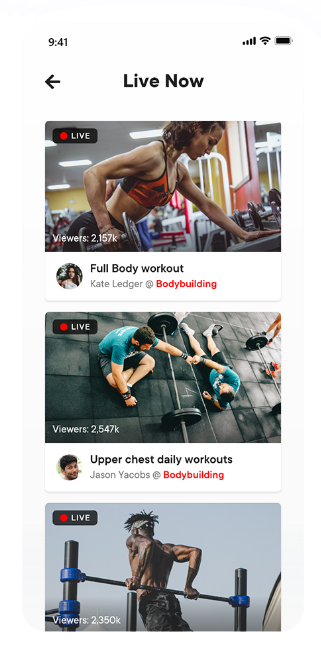 9:41
Live Now
LIVE
Viewers: 2,157k
Full Body workout
Kate Ledger @ Bodybuilding
LIVE
Viewers: 2,547k
Upper chest daily workouts
Jason Yacobs @ Bodybuilding
LIVE
Viewers: 2,350k